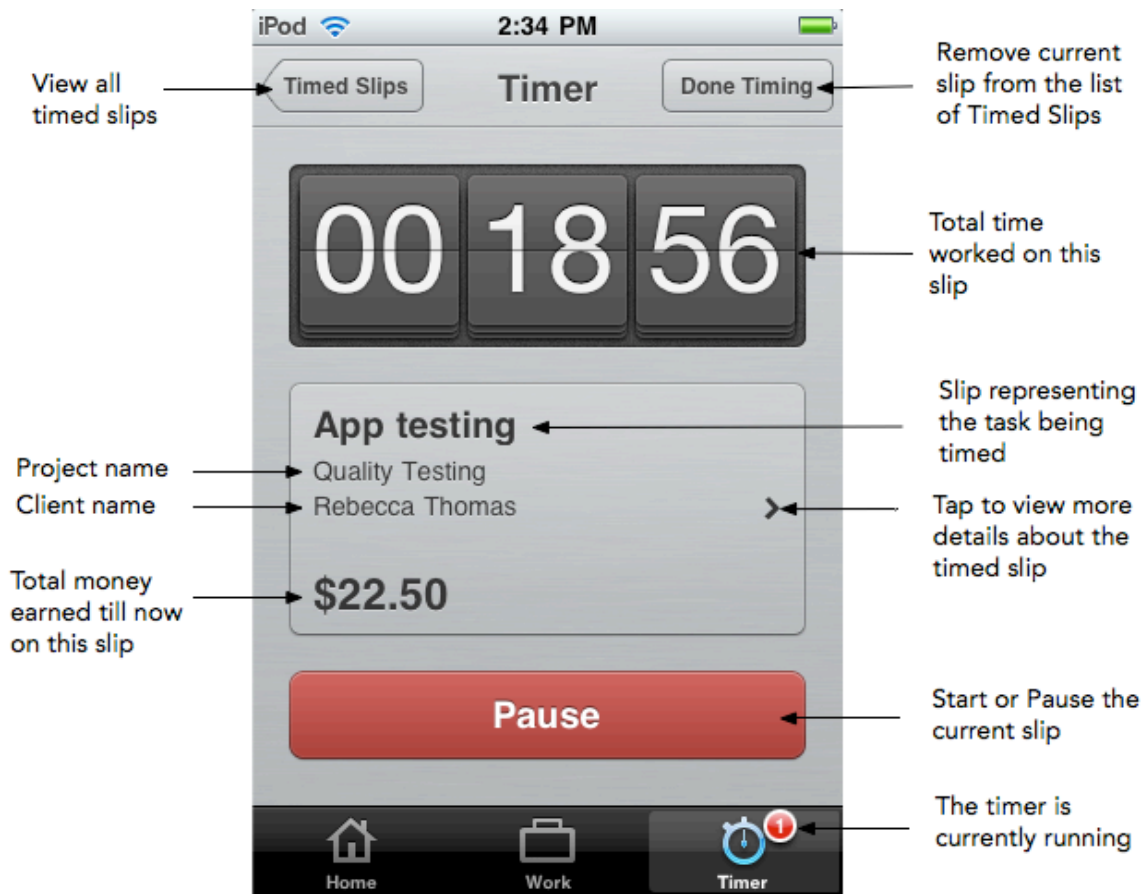 iPod 2:34 PM
View all
timed slips
Timed Slips
Timer
Done Timing
Remove current
slip from the list
of Timed Slips
00 18 56
Total time
worked on this
slip
App testing
Slip representing
the task being
timed
Project name
Quality Testing
Client name
Rebecca Thomas
Tap to view more
details about the
timed slip
Total money
earned till now
on this slip
$22.50
Pause
Start or Pause the
current slip
1
The timer is
currently running
Home
Work
Timer